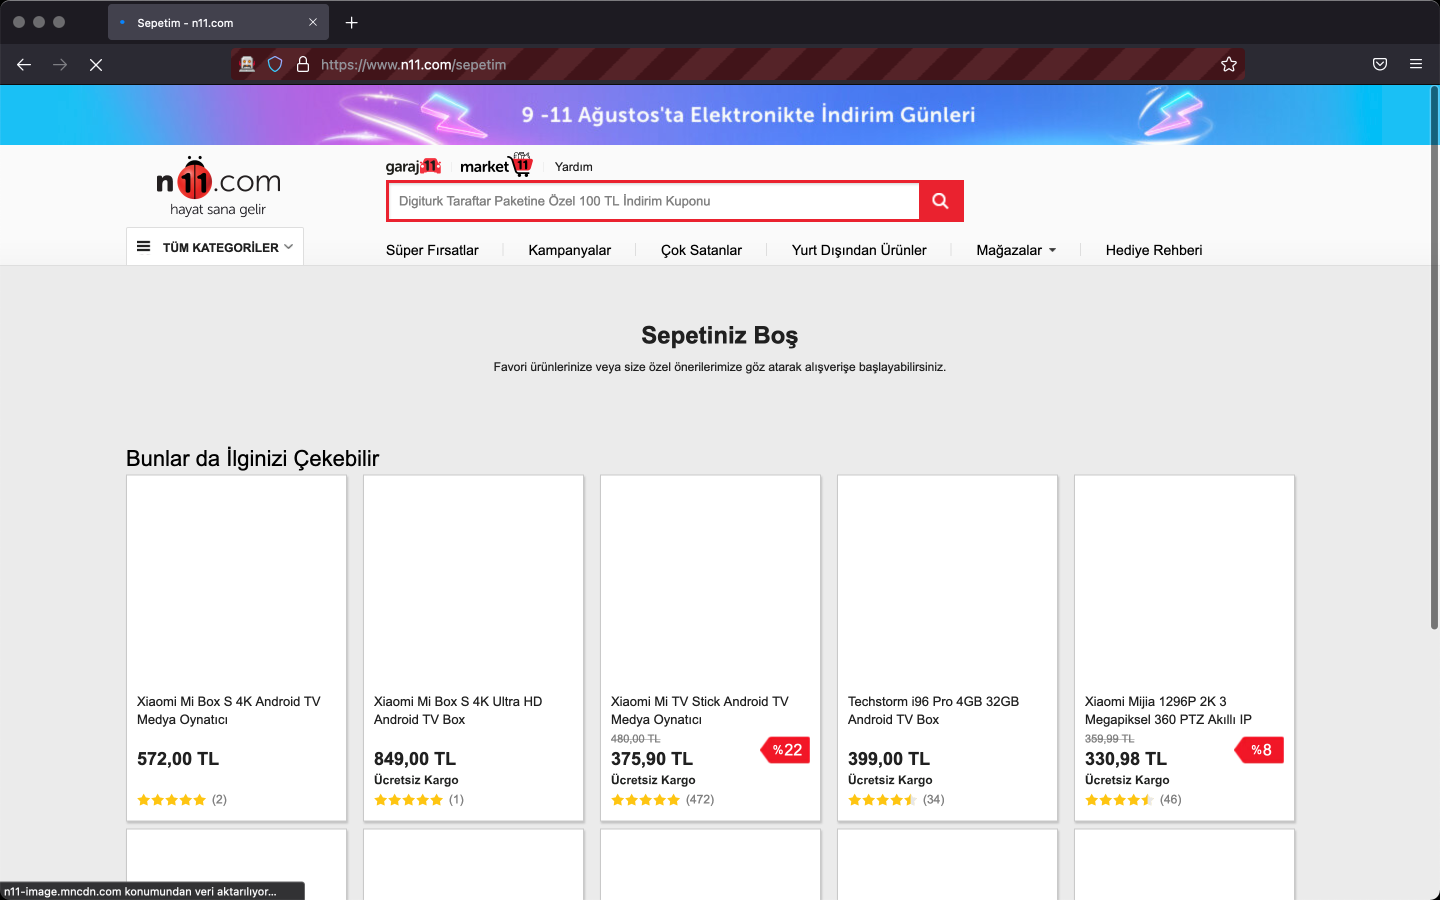 Sepetim - n11.com
https://www.n11.com/sepetim
9 -11 Ağustos'ta Elektronikte İndirim Günleri
n11.com
hayat sana gelir
garaj11
market11
Yardım
Digiturk Taraftar Paketine Özel 100 TL İndirim Kuponu
TÜM KATEGORİLER
Süper Fırsatlar
Kampanyalar
Çok Satanlar
Yurt Dışından Ürünler
Mağazalar
Hediye Rehberi
Sepetiniz Boş
Favori ürünlerinize veya size özel önerilerimize göz atarak alışverişe başlayabilirsiniz.
Bunlar da İlginizi Çekebilir
Xiaomi Mi Box S 4K Android TV
Medya Oynatıcı
572,00 TL
(2)
Xiaomi Mi Box S 4K Ultra HD
Android TV Box
849,00 TL
Ücretsiz Kargo
(1)
Xiaomi Mi TV Stick Android TV
Medya Oynatıcı
480,00 TL
375,90 TL
%22
Ücretsiz Kargo
(472)
Techstorm i96 Pro 4GB 32GB
Android TV Box
399,00 TL
Ücretsiz Kargo
(34)
Xiaomi Mijia 1296P 2K 3
Megapiksel 360 PTZ Akıllı IP
359,99 TL
330,98 TL
%8
Ücretsiz Kargo
(46)
n11-image.mncdn.com konumundan veri aktarılıyor...